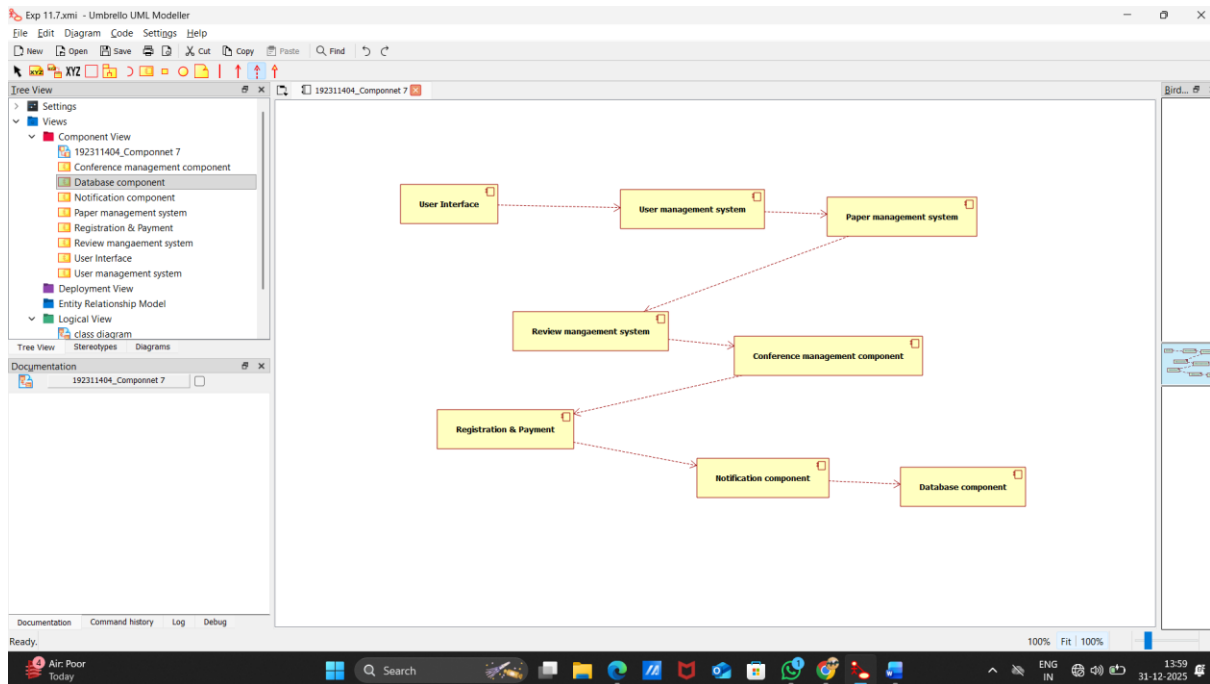 Exp 11.7.xmi - Umbrello UML Modeller
File Edit Diagram Code Settings Help
New Open Save Cut Copy Paste Find
XYZ XYZ
Tree View
192311404_Componnet 7
Bird...
Settings
Views
Component View
192311404_Componnet 7
Conference management component
Database component
Notification component
Paper management system
Registration & Payment
Review mangaement system
User Interface
User management system
Deployment View
Entity Relationship Model
Logical View
class diagram
Tree View Stereotypes Diagrams
Documentation
192311404_Componnet 7
User Interface
User management system
Paper management system
Review mangaement system
Conference management component
Registration & Payment
Notification component
Database component
Documentation Command history Log Debug
Ready.
100% Fit 100%
4
Air: Poor
Today
Search
ENG
IN
13:59
31-12-2025